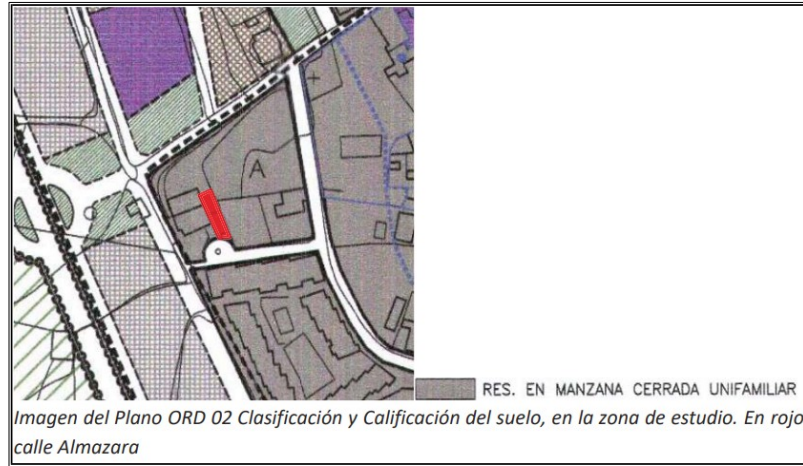 A
RES. EN MANZANA CERRADA UNIFAMILIAR
Imagen del Plano ORD 02 Clasificación y Calificación del suelo, en la zona de estudio. En rojo
calle Almazara